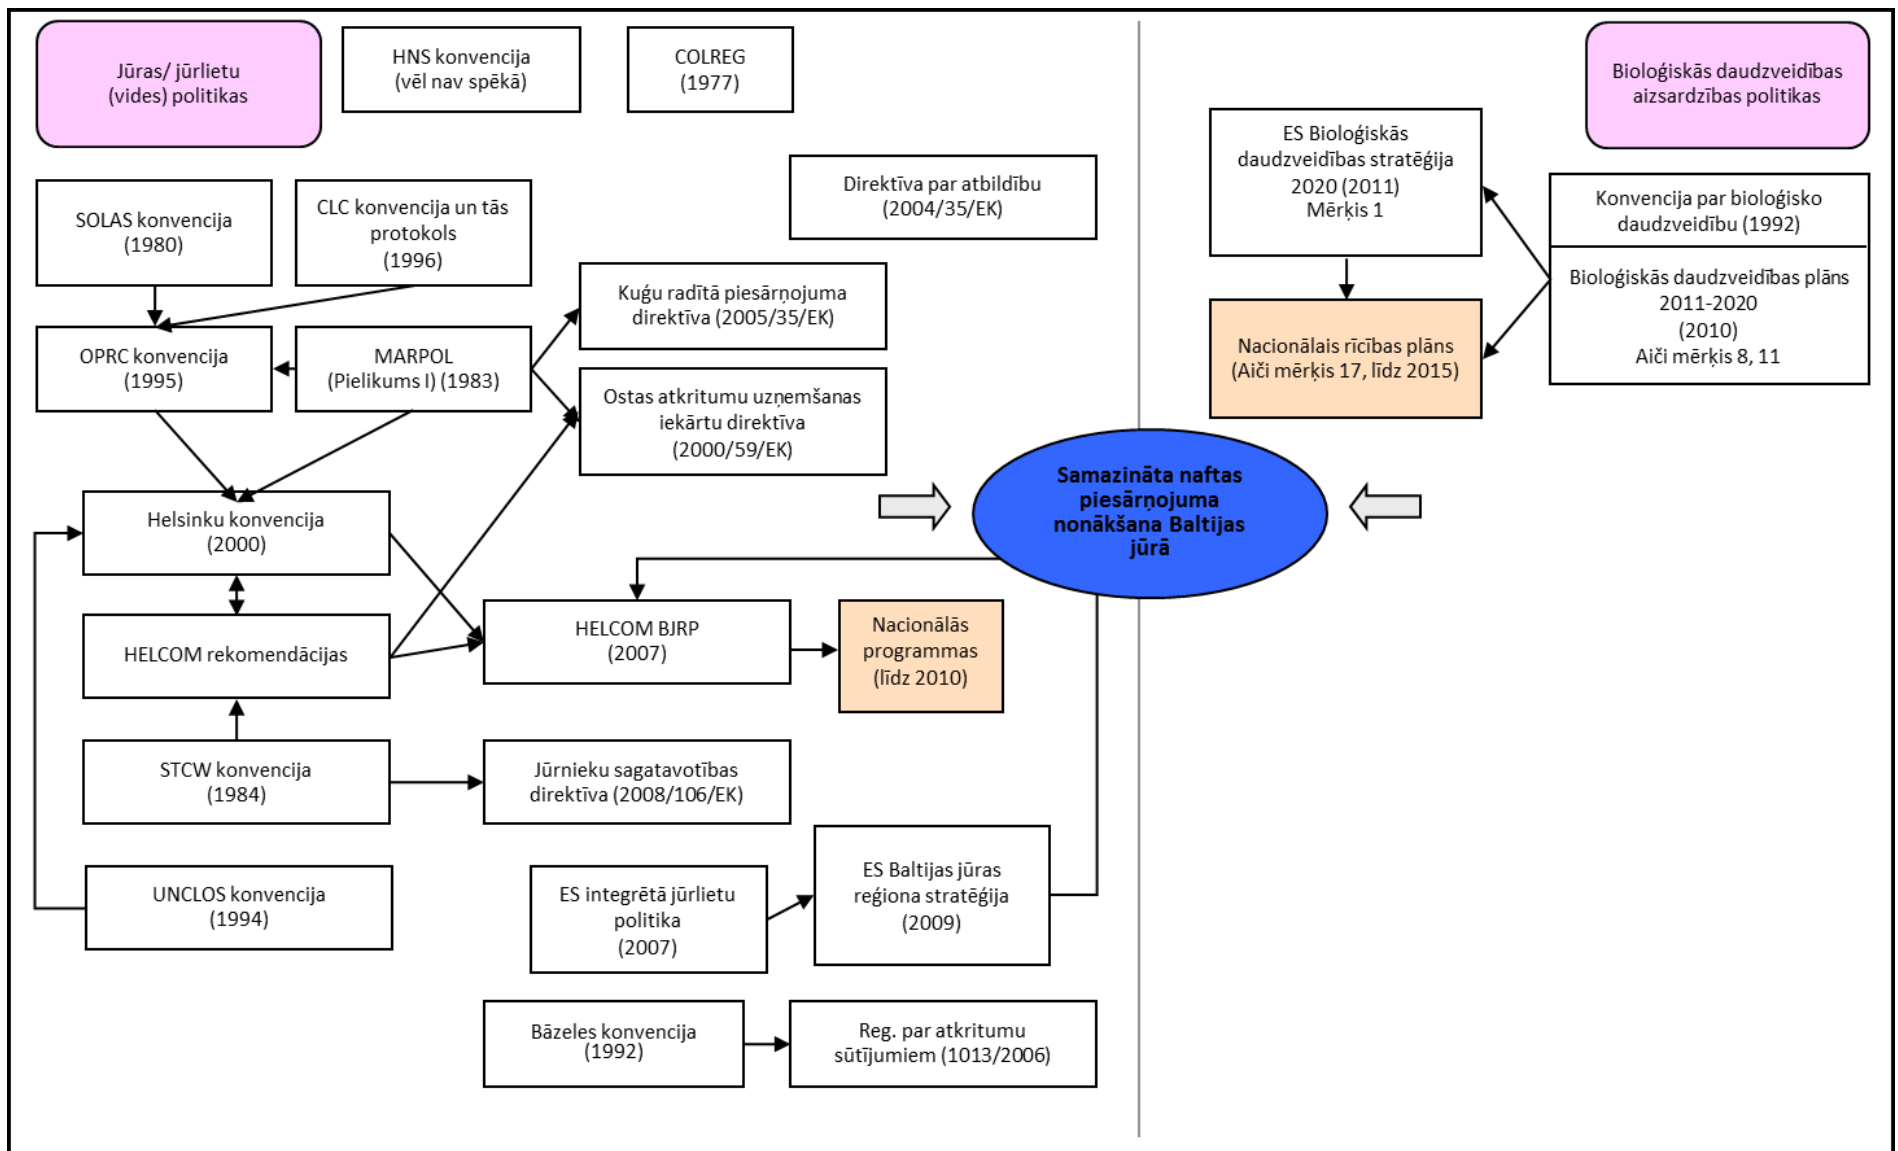 Jūras/ jūrlietu
(vides) politikas
HNS konvencija
(vēl nav spēkā)
COLREG
(1977)
Bioloģiskās daudzveidības
aizsardzības politikas
ES Bioloģiskās
daudzveidības stratēģija
2020 (2011)
Mērķis 1
Direktīva par atbildību
(2004/35/EK)
SOLAS konvencija
(1980)
CLC konvencija un tās
protokols
(1996)
Konvencija par bioloģisko
daudzveidību (1992)
Bioloģiskās daudzveidības plāns
2011-2020
(2010)
Aiči mērķis 8, 11
Kuģu radītā piesārņojuma
direktīva (2005/35/EK)
Nacionālais rīcības plāns
(Aiči mērķis 17, līdz 2015)
OPRC konvencija
(1995)
MARPOL
(Pielikums I) (1983)
Ostas atkritumu uzņemšanas
iekārtu direktīva
(2000/59/EK)
Samazināta naftas
piesārņojuma
nonākšana Baltijas
jūrā
Helsinku konvencija
(2000)
HELCOM rekomendācijas
HELCOM BJRP
(2007)
Nacionālās
programmas
(līdz 2010)
STCW konvencija
(1984)
Jūrnieku sagatavotības
direktīva (2008/106/EK)
UNCLOS konvencija
(1994)
ES integrētā jūrlietu
politika
(2007)
ES Baltijas jūras
reģiona stratēģija
(2009)
Bāzeles konvencija
(1992)
Reg. par atkritumu
sūtījumiem (1013/2006)